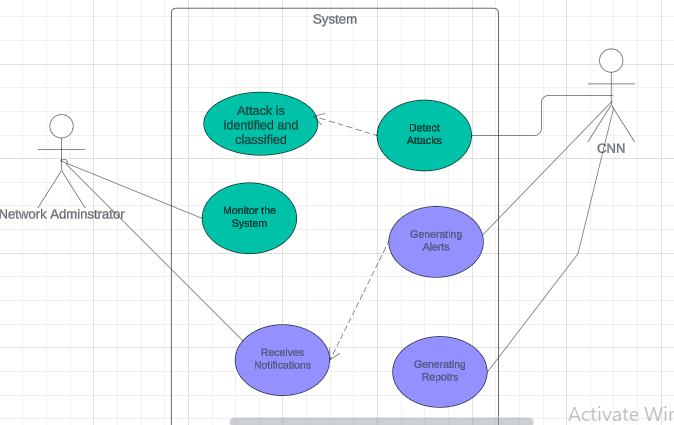 System
Attack is
identified and
classified
Detect
Attacks
CNN
Network Adminstrator
Monitor the
System
Generating
Alerts
Receives
Notifications
Generating
Repotrs
Activate Wir